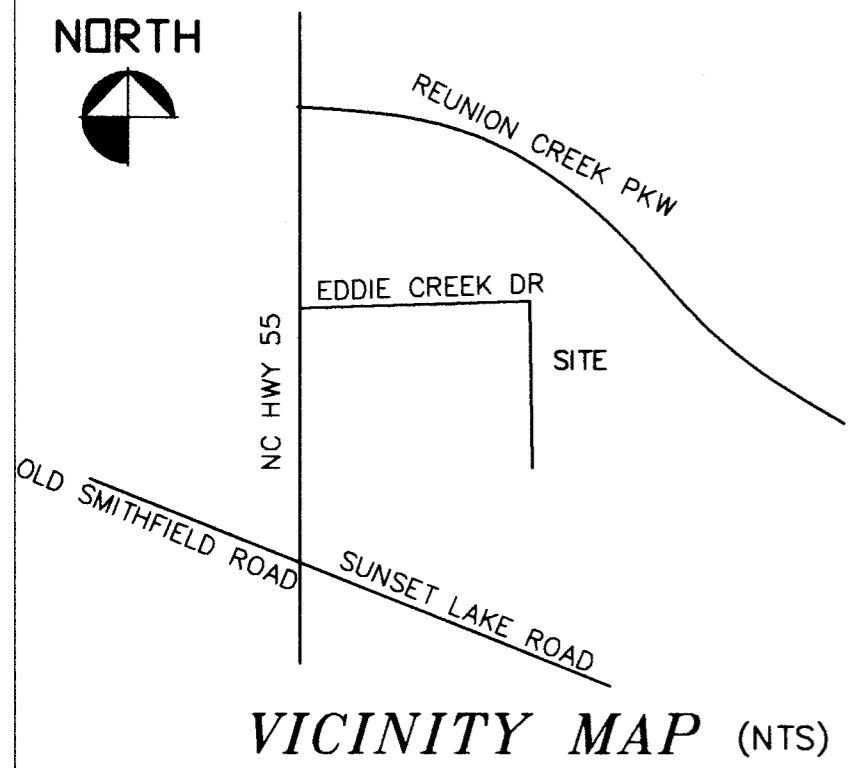 NORTH
REUNION CREEK PKW
EDDIE CREEK DR
NC HWY 55
SITE
OLD SMITHFIELD ROAD
SUNSET LAKE ROAD
VICINITY MAP (NTS)